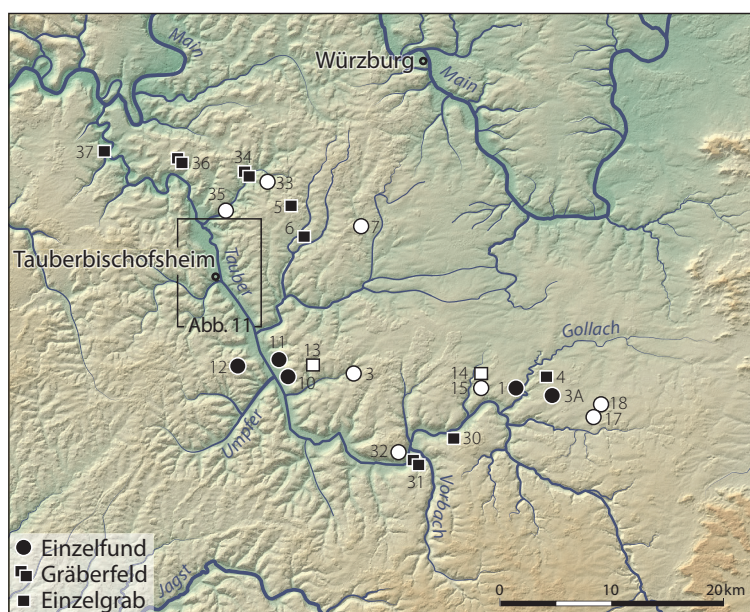 Main
Würzburg
Main
37
36
34
33
35
5
6
7
Tauber
Tauberbischofsheim
Abb. 11
Gollach
11
13
12
10
3
14
15
1
4
3A
18
17
Umpfer
32
30
31
Vorbach
Einzelfund
Gräberfeld
Einzelgrab
Jagst
0 10 20 km